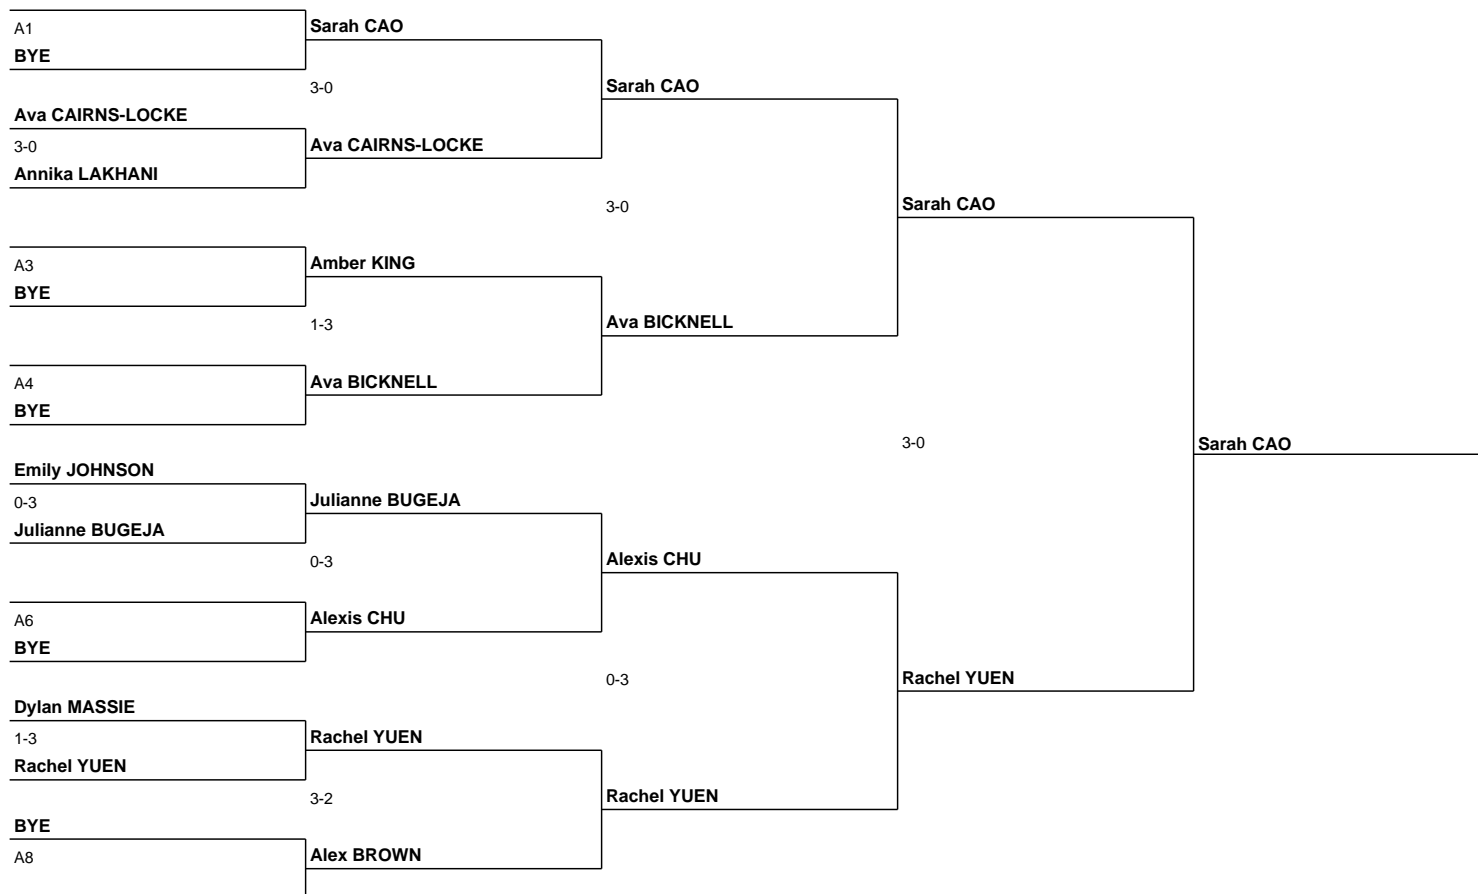 A1
BYE
Sarah CAO
3-0
Sarah CAO
Ava CAIRNS-LOCKE
3-0
Annika LAKHANI
Ava CAIRNS-LOCKE
3-0
Sarah CAO
A3
BYE
Amber KING
1-3
Ava BICKNELL
A4
BYE
Ava BICKNELL
3-0
Sarah CAO
Emily JOHNSON
0-3
Julianne BUGEJA
Julianne BUGEJA
0-3
Alexis CHU
A6
BYE
Alexis CHU
0-3
Rachel YUEN
Dylan MASSIE
1-3
Rachel YUEN
Rachel YUEN
3-2
Rachel YUEN
BYE
A8
Alex BROWN